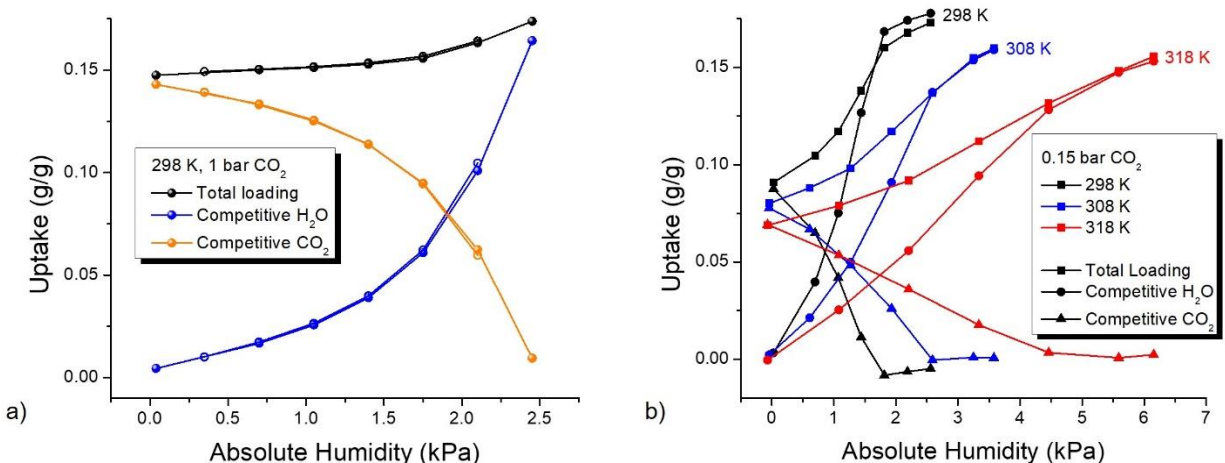 0.15
0.10
0.05
0.00
Uptake (g/g)
298 K, 1 bar CO₂
Total loading
Competitive H₂O
Competitive CO₂
0.0 0.5 1.0 1.5 2.0 2.5
Absolute Humidity (kPa)
a)
0.15
0.10
0.05
0.00
Uptake (g/g)
298 K
308 K
318 K
0.15 bar CO₂
298 K
308 K
318 K
Total Loading
Competitive H₂O
Competitive CO₂
0 1 2 3 4 5 6 7
Absolute Humidity (kPa)
b)